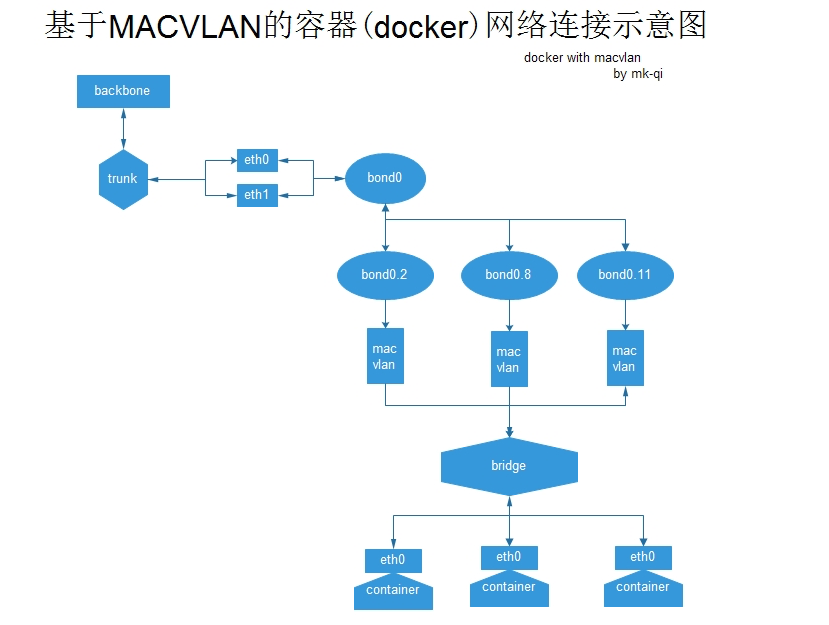 基于MACVLAN的容器(docker)网络连接示意图
docker with macvlan
by mk-qi
backbone
trunk
eth0
eth1
bond0
bond0.2
bond0.8
bond0.11
mac
vlan
mac
vlan
mac
vlan
bridge
eth0
eth0
eth0
container
container
container